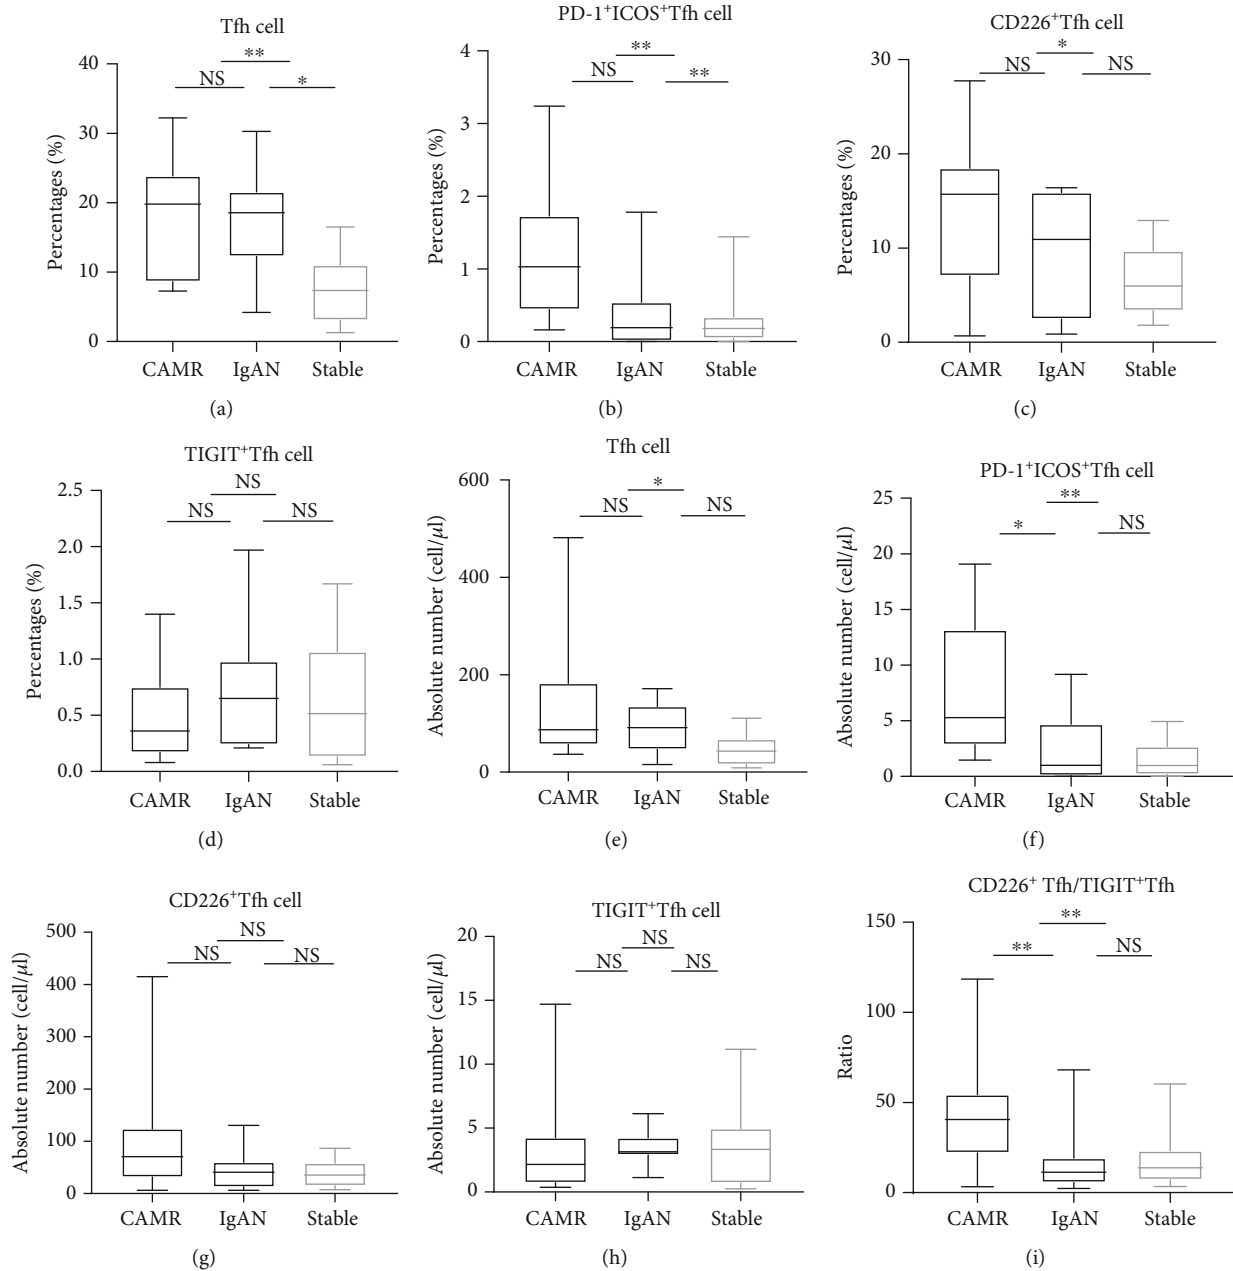 Tfh cell
**
NS
*
40
30
20
10
0
Percentages (%)
CAMR IgAN Stable
(a)
PD-1⁺ICOS⁺Tfh cell
**
NS
**
4
3
2
1
0
Percentages (%)
CAMR IgAN Stable
(b)
CD226⁺Tfh cell
*
NS
NS
30
20
10
0
Percentages (%)
CAMR IgAN Stable
(c)
TIGIT⁺Tfh cell
NS
NS
NS
2.5
2.0
1.5
1.0
0.5
0.0
Percentages (%)
CAMR IgAN Stable
(d)
Tfh cell
*
NS
NS
600
400
200
0
Absolute number (cell/μl)
CAMR IgAN Stable
(e)
PD-1⁺ICOS⁺Tfh cell
**
*
NS
25
20
15
10
5
0
Absolute number (cell/μl)
CAMR IgAN Stable
(f)
CD226⁺Tfh cell
NS
NS
NS
500
400
300
200
100
0
Absolute number (cell/μl)
CAMR IgAN Stable
(g)
TIGIT⁺Tfh cell
NS
NS
NS
20
15
10
5
0
Absolute number (cell/μl)
CAMR IgAN Stable
(h)
CD226⁺ Tfh/TIGIT⁺Tfh
**
**
NS
150
100
50
0
Ratio
CAMR IgAN Stable
(i)